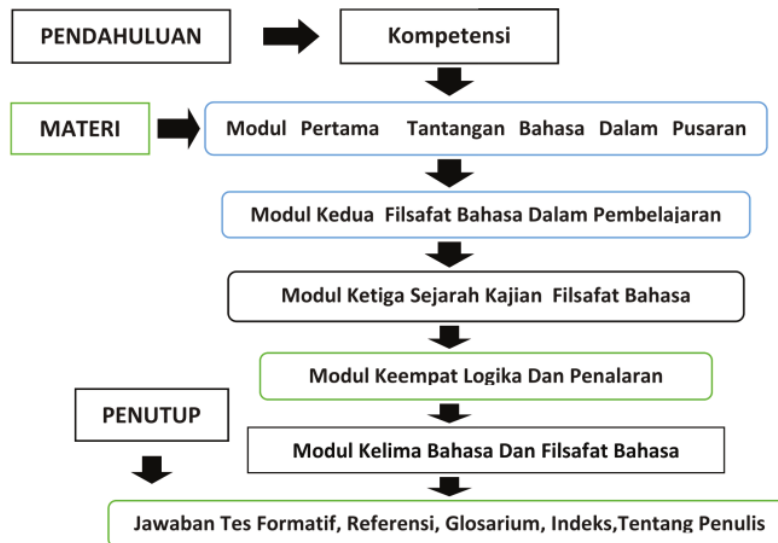 PENDAHULUAN
Kompetensi
MATERI
Modul Pertama Tantangan Bahasa Dalam Pusaran
Modul Kedua Filsafat Bahasa Dalam Pembelajaran
Modul Ketiga Sejarah Kajian Filsafat Bahasa
Modul Keempat Logika Dan Penalaran
PENUTUP
Modul Kelima Bahasa Dan Filsafat Bahasa
Jawaban Tes Formatif, Referensi, Glosarium, Indeks,Tentang Penulis